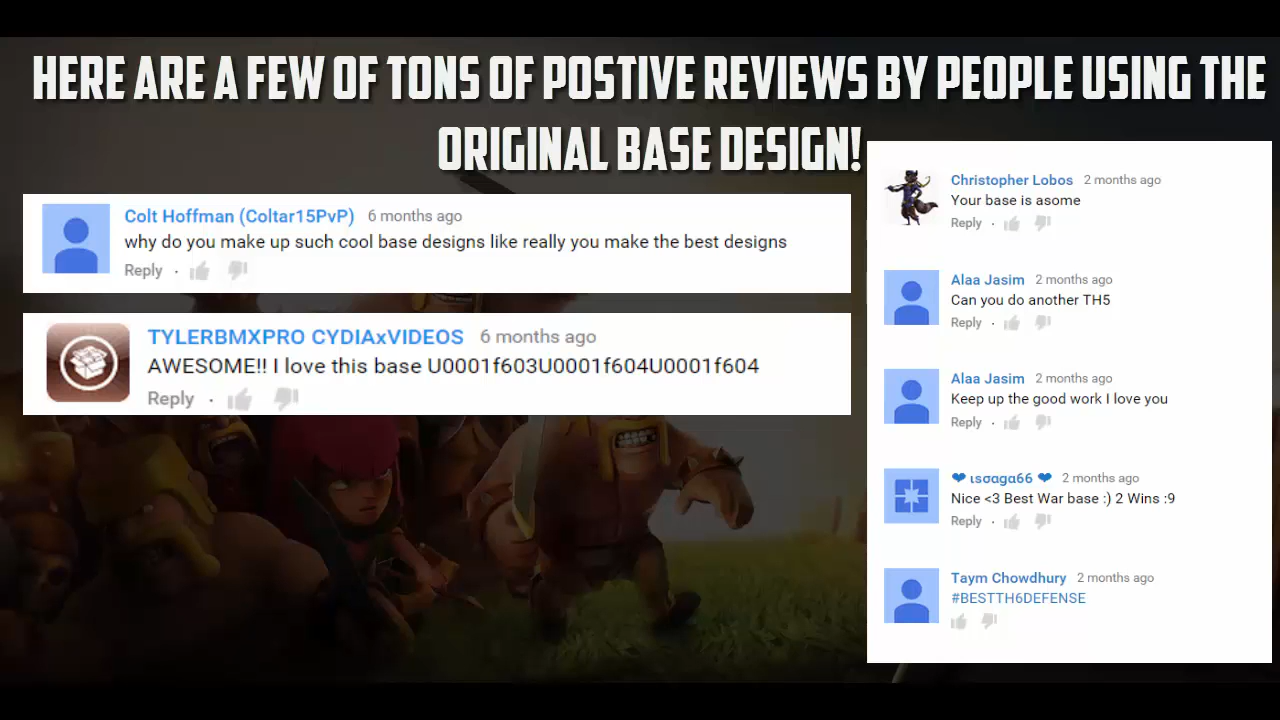 HERE ARE A FEW OF TONS OF POSTIVE REVIEWS BY PEOPLE USING THE
ORIGINAL BASE DESIGN!
Colt Hoffman (Coltar15PvP) 6 months ago
why do you make up such cool base designs like really you make the best designs
Reply ·
TYLERBMXPRO CYDIAxVIDEOS 6 months ago
AWESOME!! I love this base U0001f603U0001f604U0001f604
Reply ·
Christopher Lobos 2 months ago
Your base is asome
Reply ·
Alaa Jasim 2 months ago
Can you do another TH5
Reply ·
Alaa Jasim 2 months ago
Keep up the good work I love you
Reply ·
❤ ιsσαgα66 ❤ 2 months ago
Nice <3 Best War base :) 2 Wins :9
Reply ·
Taym Chowdhury 2 months ago
#BESTTH6DEFENSE